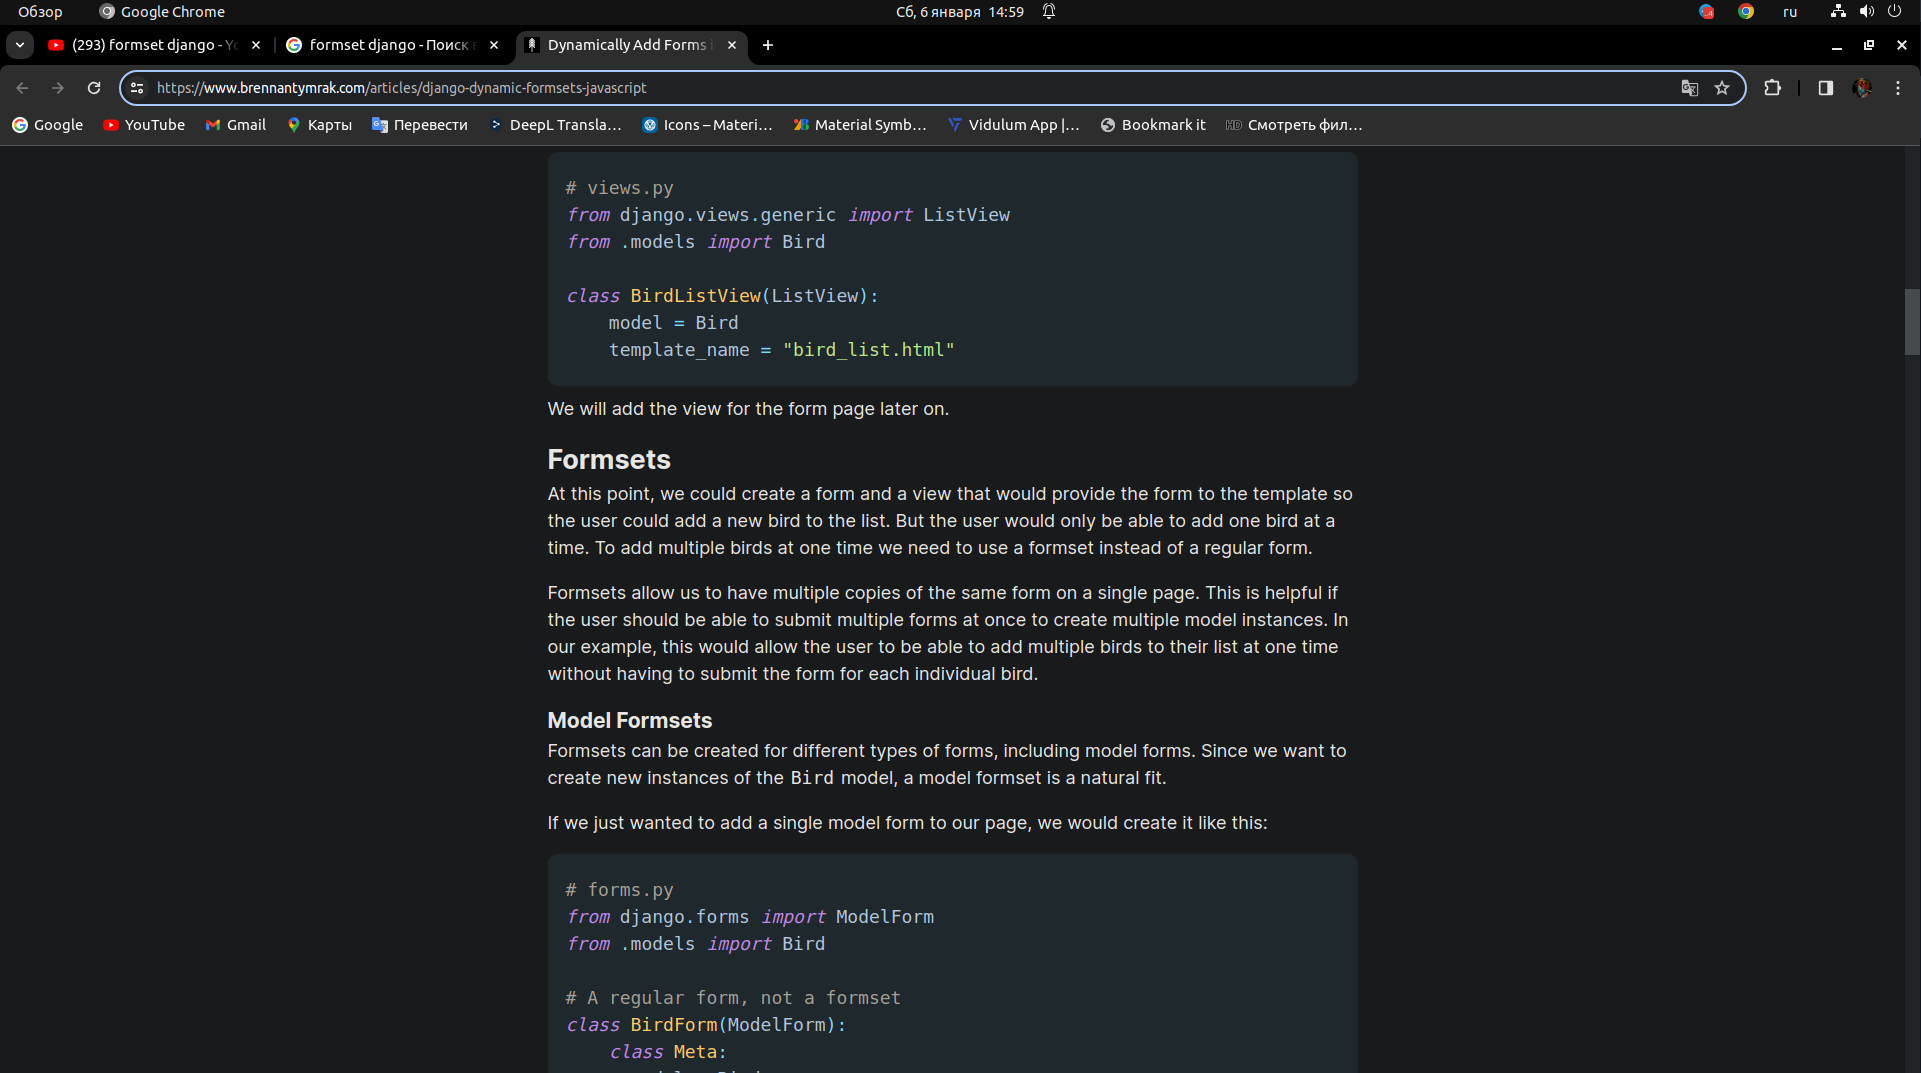 Обзор Google Chrome Сб, 6 января 14:59 ru
(293) formset django - Yo formset django - Поиск в Dynamically Add Forms
https://www.brennantymrak.com/articles/django-dynamic-formsets-javascript
Google YouTube Gmail Карты Перевести DeepL Transla... Icons – Materi... Material Symb... Vidulum App |... Bookmark it Смотреть фил...
# views.py
from django.views.generic import ListView
from .models import Bird
class BirdListView(ListView):
model = Bird
template_name = "bird_list.html"
We will add the view for the form page later on.
Formsets
At this point, we could create a form and a view that would provide the form to the template so
the user could add a new bird to the list. But the user would only be able to add one bird at a
time. To add multiple birds at one time we need to use a formset instead of a regular form.
Formsets allow us to have multiple copies of the same form on a single page. This is helpful if
the user should be able to submit multiple forms at once to create multiple model instances. In
our example, this would allow the user to be able to add multiple birds to their list at one time
without having to submit the form for each individual bird.
Model Formsets
Formsets can be created for different types of forms, including model forms. Since we want to
create new instances of the Bird model, a model formset is a natural fit.
If we just wanted to add a single model form to our page, we would create it like this:
# forms.py
from django.forms import ModelForm
from .models import Bird
# A regular form, not a formset
class BirdForm(ModelForm):
class Meta: